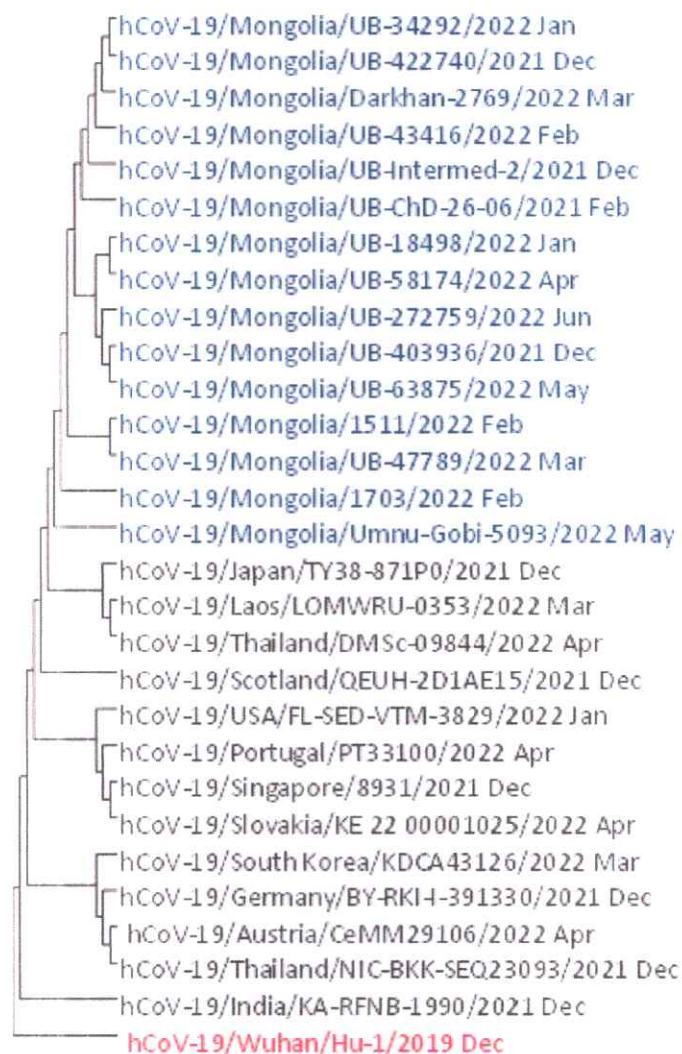 hCoV-19/Mongolia/UB-34292/2022 Jan
hCoV-19/Mongolia/UB-422740/2021 Dec
hCoV-19/Mongolia/Darkhan-2769/2022 Mar
hCoV-19/Mongolia/UB-43416/2022 Feb
hCoV-19/Mongolia/UB-Intermed-2/2021 Dec
hCoV-19/Mongolia/UB-ChD-26-06/2021 Feb
hCoV-19/Mongolia/UB-18498/2022 Jan
hCoV-19/Mongolia/UB-58174/2022 Apr
hCoV-19/Mongolia/UB-272759/2022 Jun
hCoV-19/Mongolia/UB-403936/2021 Dec
hCoV-19/Mongolia/UB-63875/2022 May
hCoV-19/Mongolia/1511/2022 Feb
hCoV-19/Mongolia/UB-47789/2022 Mar
hCoV-19/Mongolia/1703/2022 Feb
hCoV-19/Mongolia/Umnu-Gobi-5093/2022 May
hCoV-19/Japan/TY38-871P0/2021 Dec
hCoV-19/Laos/LOMWRU-0353/2022 Mar
hCoV-19/Thailand/DMSc-09844/2022 Apr
hCoV-19/Scotland/QEUH-2D1AE15/2021 Dec
hCoV-19/USA/FL-SED-VTM-3829/2022 Jan
hCoV-19/Portugal/PT33100/2022 Apr
hCoV-19/Singapore/8931/2021 Dec
hCoV-19/Slovakia/KE 22 00001025/2022 Apr
hCoV-19/South Korea/KDCA43126/2022 Mar
hCoV-19/Germany/BY-RKI-I-391330/2021 Dec
hCoV-19/Austria/CeMM29106/2022 Apr
hCoV-19/Thailand/NIC-BKK-SEQ23093/2021 Dec
hCoV-19/India/KA-RFNB-1990/2021 Dec
hCoV-19/Wuhan/Hu-1/2019 Dec